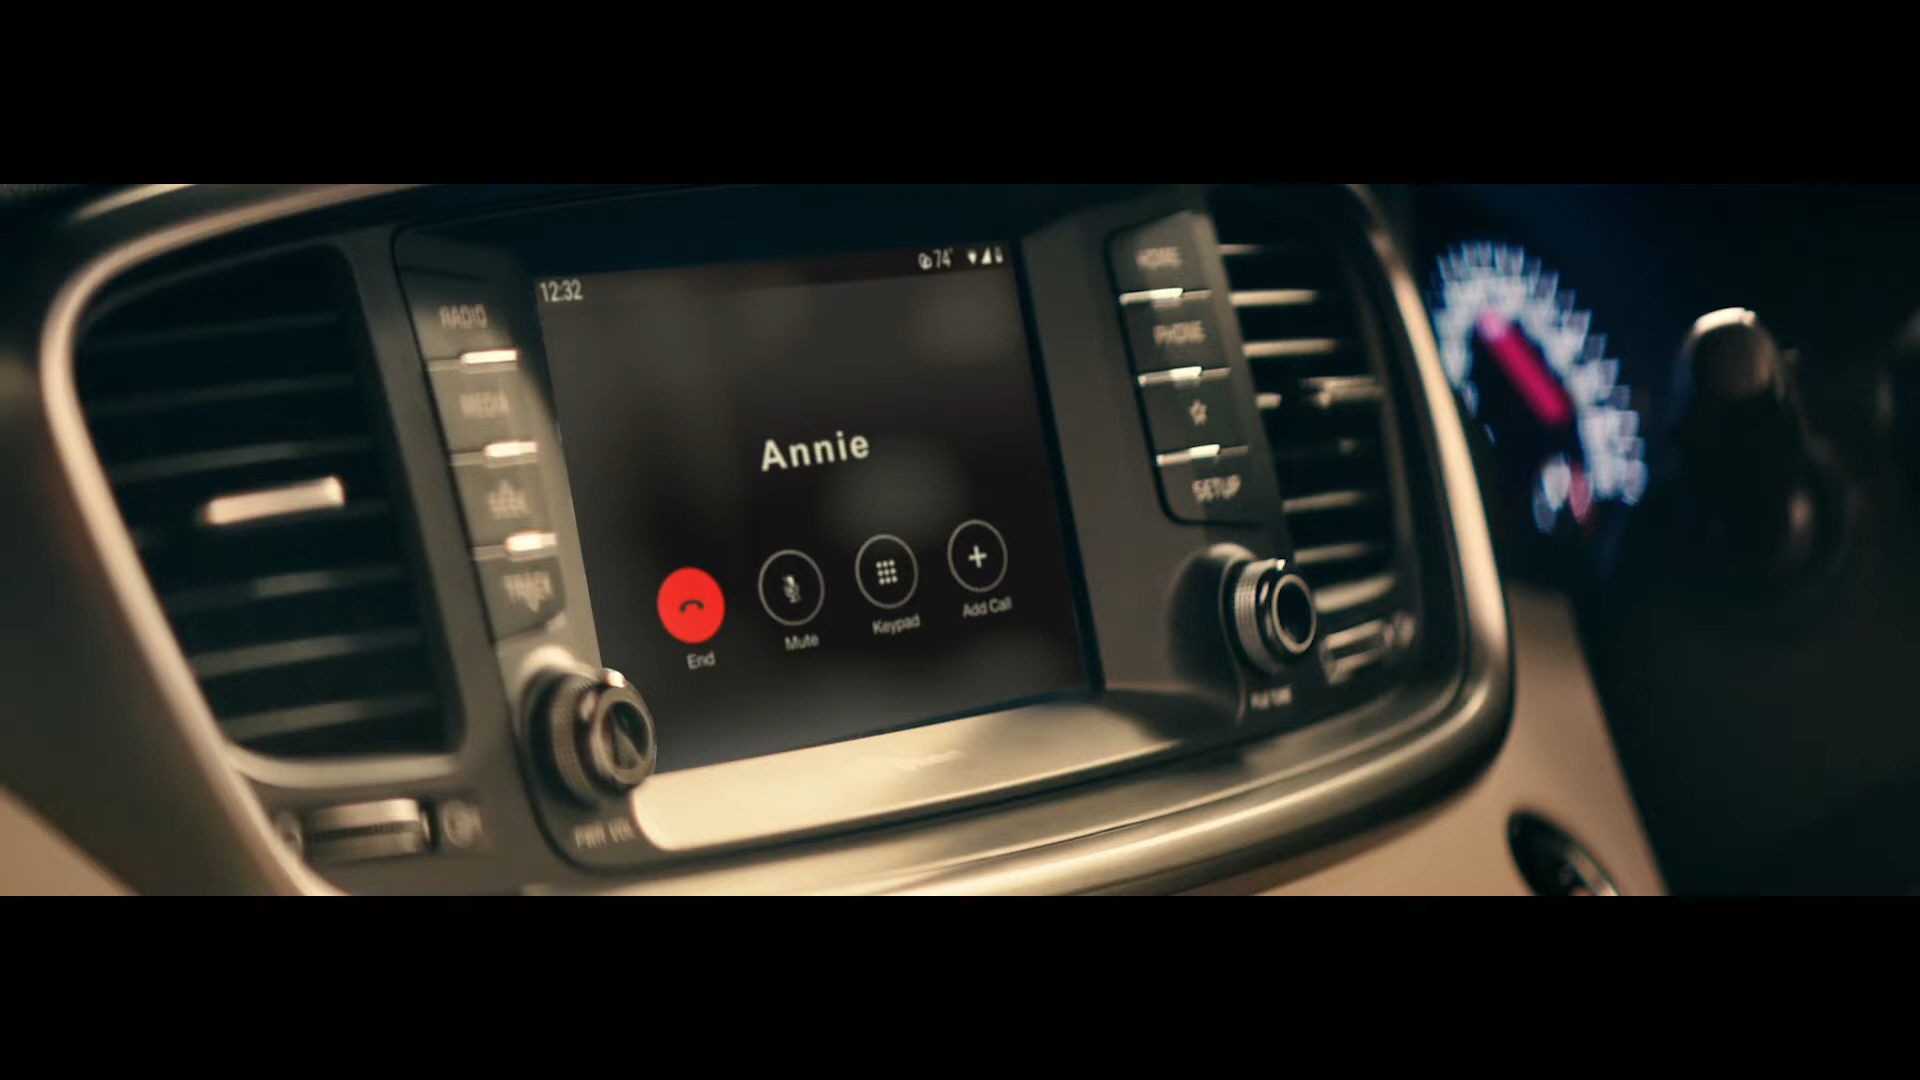 12:32
74°
RADIO
MEDIA
SEEK
TRACK
Annie
End
Mute
Keypad
Add Call
HOME
PHONE
SETUP
PWR VOL